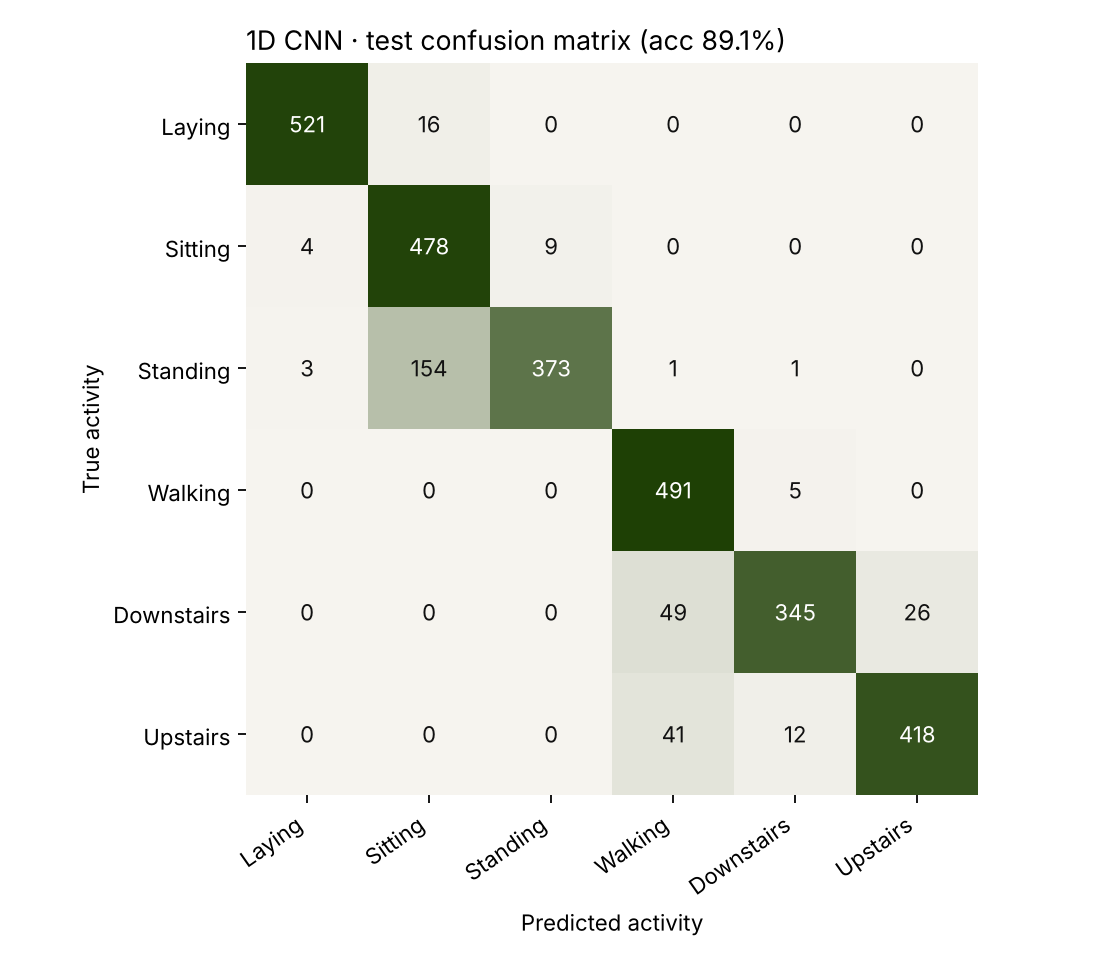 1D CNN · test confusion matrix (acc 89.1%)
Laying 521 16 0 0 0 0
Sitting 4 478 9 0 0 0
Standing 3 154 373 1 1 0
Walking 0 0 0 491 5 0
Downstairs 0 0 0 49 345 26
Upstairs 0 0 0 41 12 418
True activity
Laying Sitting Standing Walking Downstairs Upstairs
Predicted activity